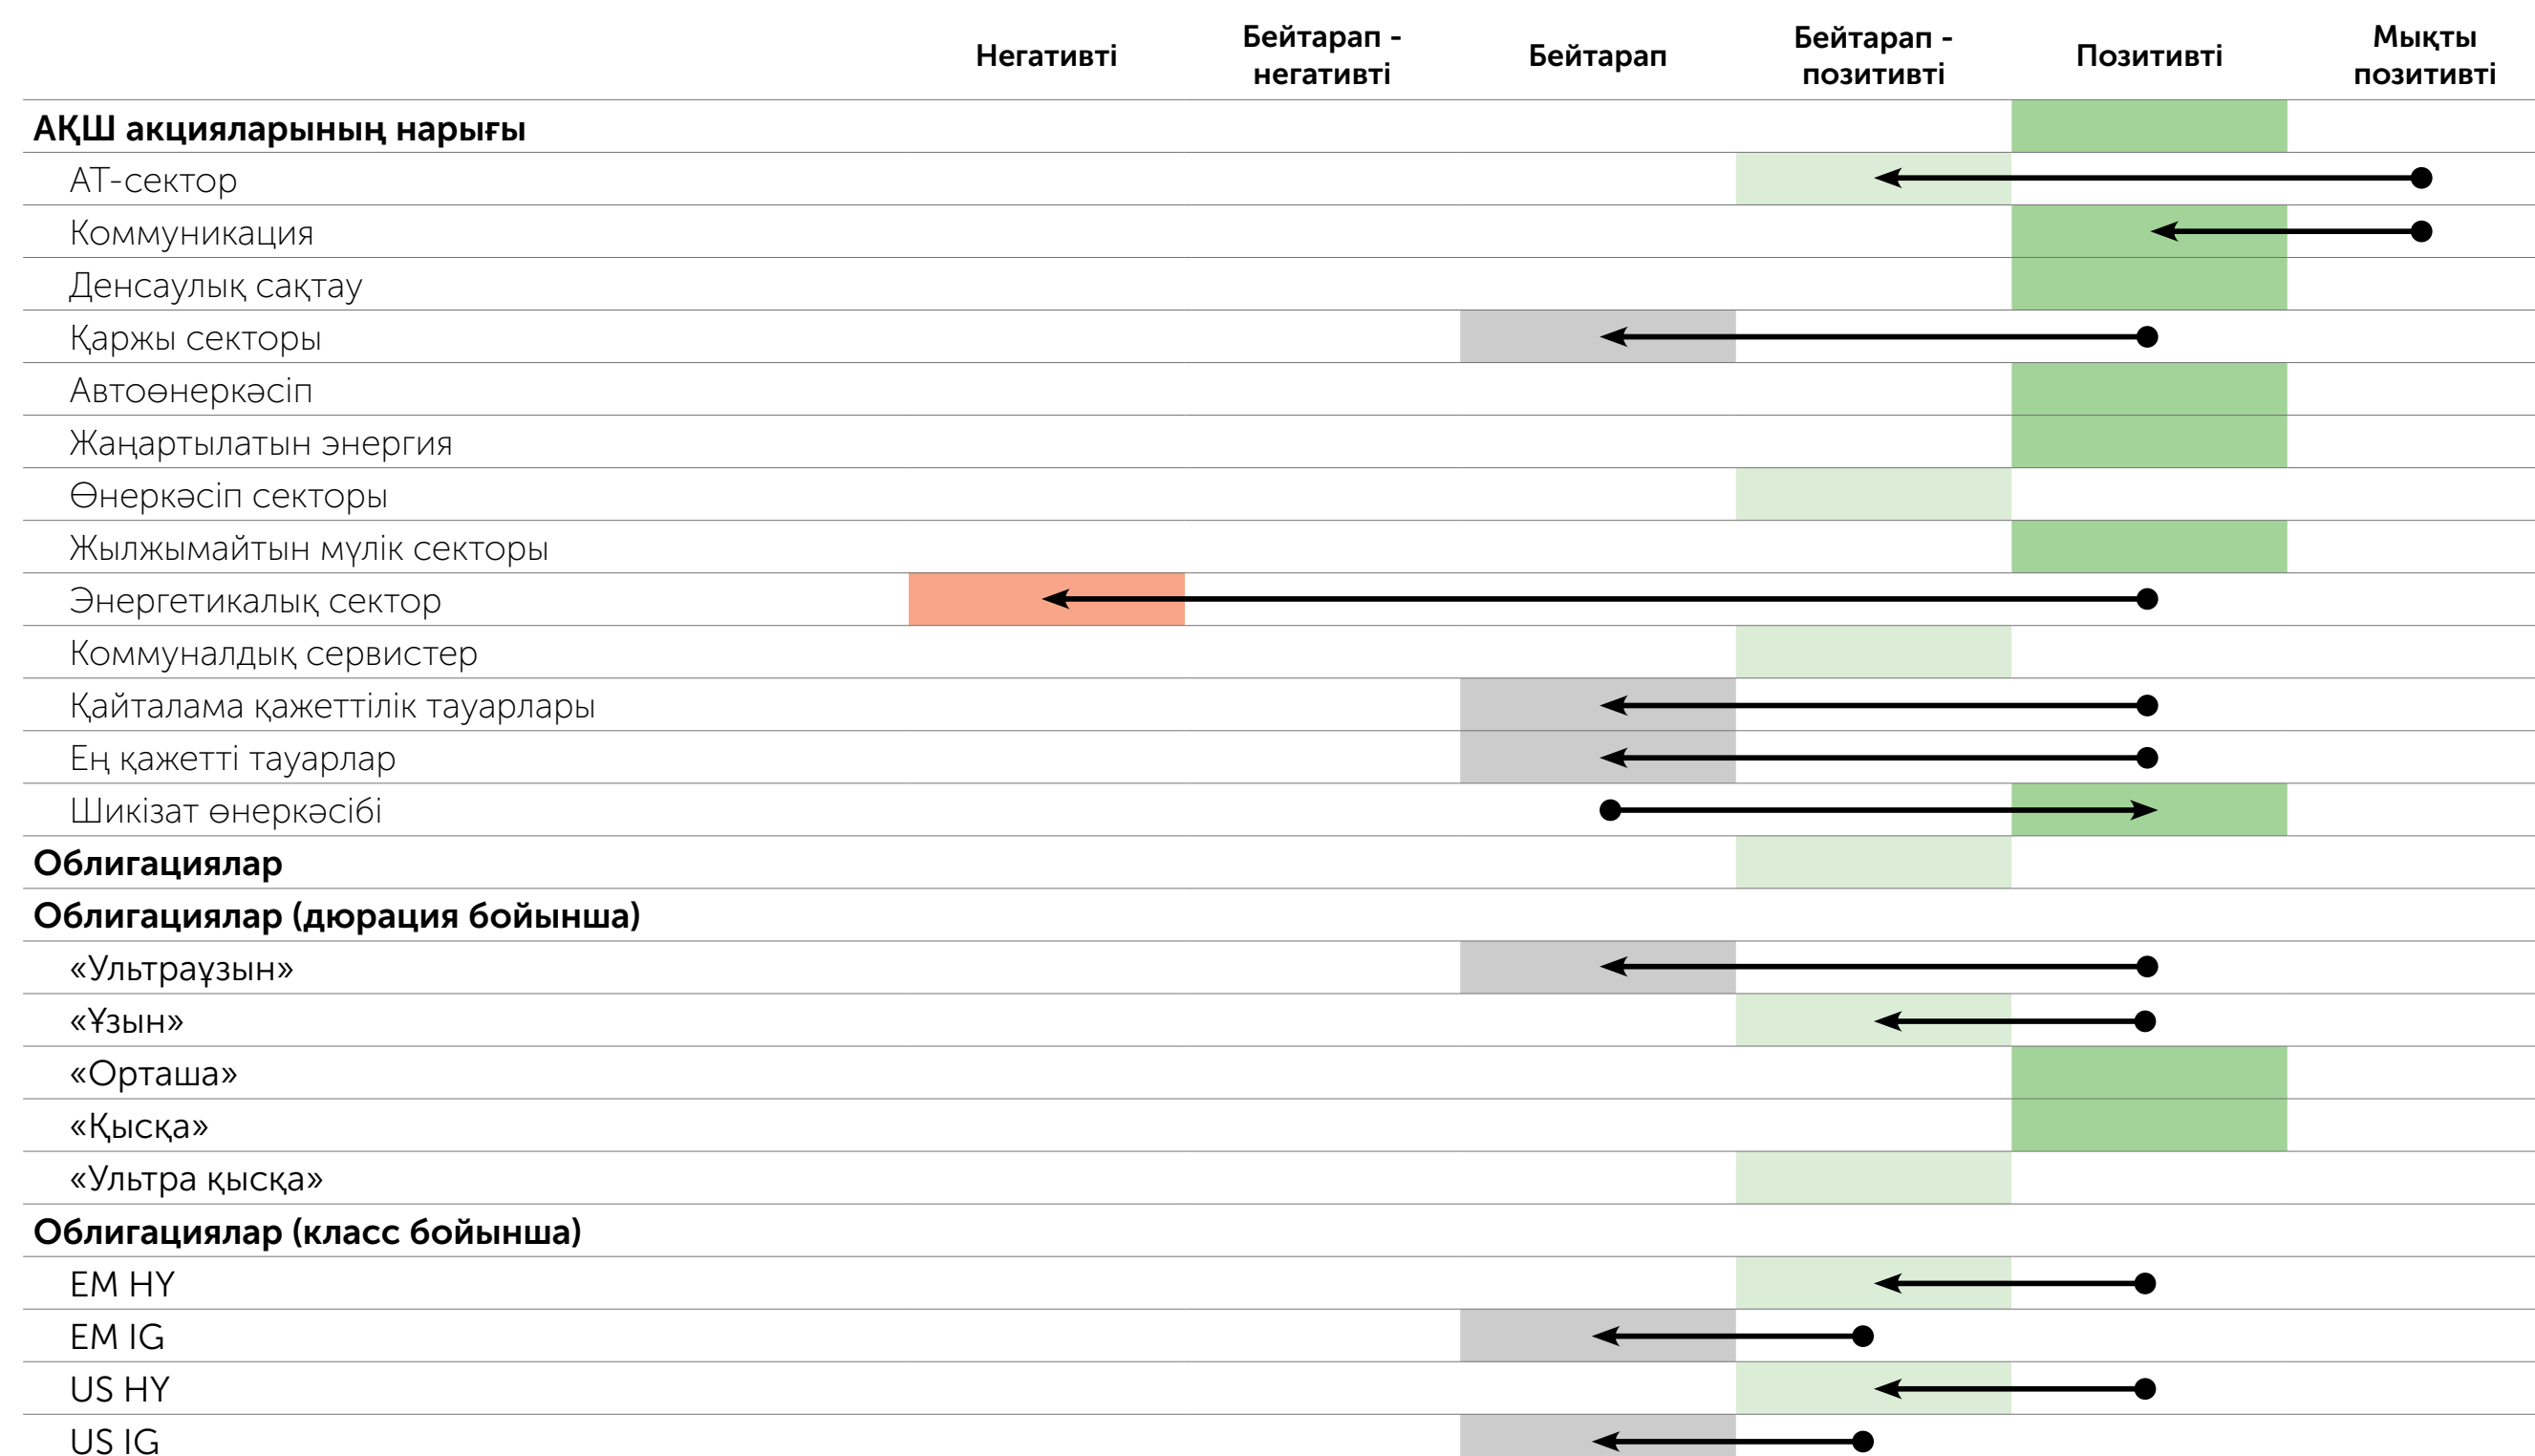 Негативті
Бейтарап -
негативті
Бейтарап
Бейтарап -
позитивті
Позитивті
Мықты
позитивті
АҚШ акцияларының нарығы
АТ-сектор
Коммуникация
Денсаулық сақтау
Қаржы секторы
Автоөнеркәсіп
Жаңартылатын энергия
Өнеркәсіп секторы
Жылжымайтын мүлік секторы
Энергетикалық сектор
Коммуналдық сервистер
Қайталама қажеттілік тауарлары
Ең қажетті тауарлар
Шикізат өнеркәсібі
Облигациялар
Облигациялар (дюрация бойынша)
«Ультраұзын»
«Ұзын»
«Орташа»
«Қысқа»
«Ультра қысқа»
Облигациялар (класс бойынша)
EM HY
EM IG
US HY
US IG